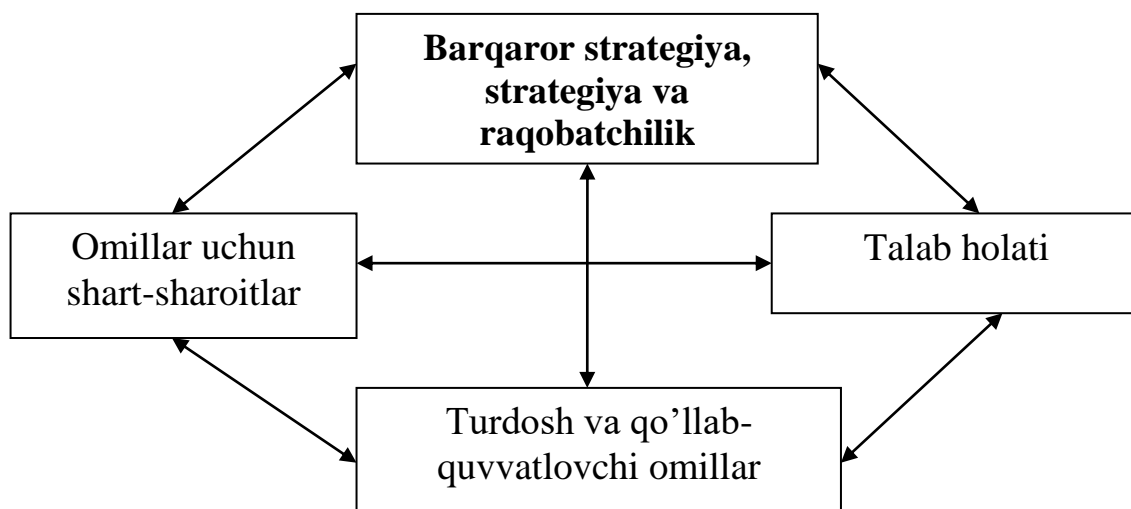 Barqaror strategiya,
strategiya va
raqobatchilik
Omillar uchun
shart-sharoitlar
Talab holati
Turdosh va qo’llab-
quvvatlovchi omillar